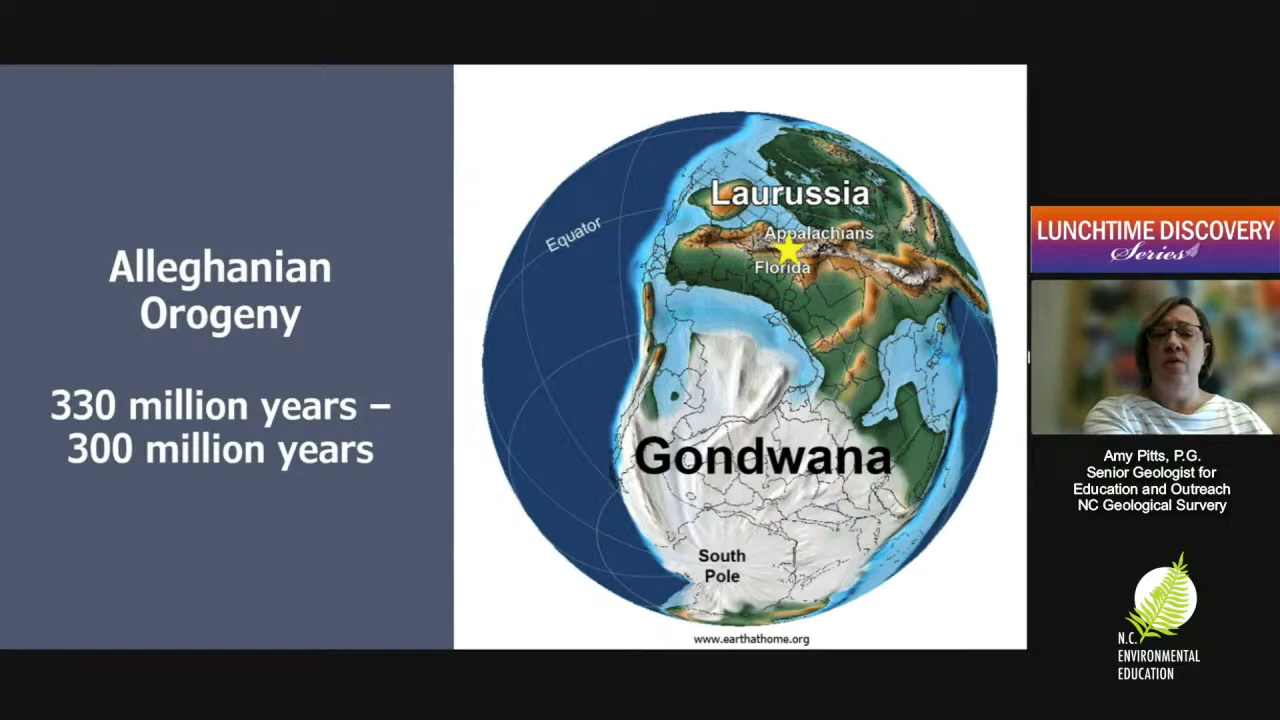 Alleghanian
Orogeny
330 million years –
300 million years
Equator
Laurussia
Appalachians
Florida
Gondwana
South
Pole
www.earthathome.org
LUNCHTIME DISCOVERY
Series
Amy Pitts, P.G.
Senior Geologist for
Education and Outreach
NC Geological Survery
N.C.
ENVIRONMENTAL
EDUCATION